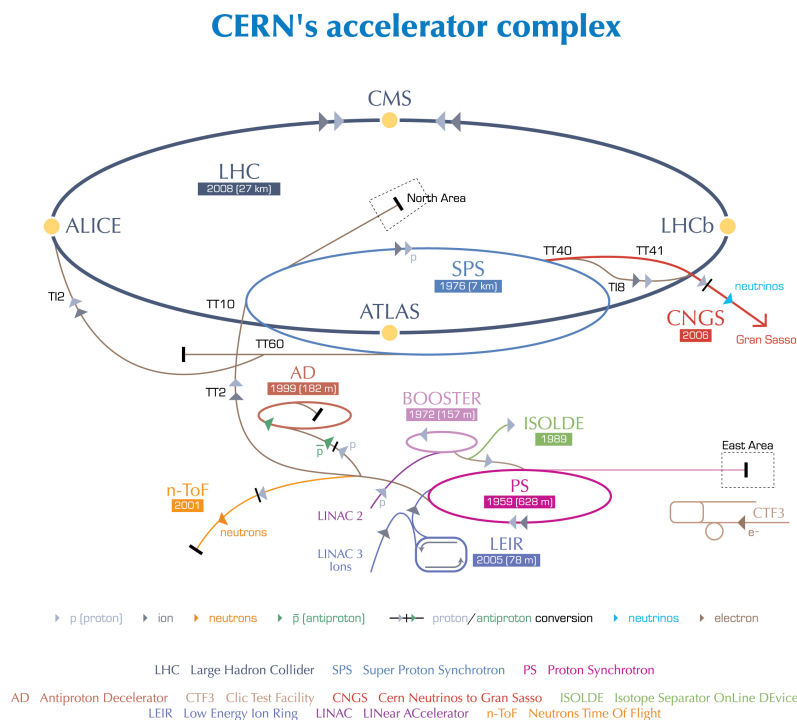 CERN's accelerator complex
CMS
LHC
2008 (27 km)
North Area
ALICE
LHCb
TT40
TT41
p
SPS
1976 (7 km)
TI8
neutrinos
TI2
TT10
ATLAS
CNGS
2006
Gran Sasso
TT60
AD
1999 (182 m)
TT2
BOOSTER
1972 (157 m)
ISOLDE
1989
p̅
p
East Area
n-ToF
2001
PS
1959 (628 m)
p
LINAC 2
CTF3
neutrons
e-
LINAC 3
Ions
LEIR
2005 (78 m)
p (proton) ion neutrons p̅ (antiproton) proton/antiproton conversion neutrinos electron
LHC Large Hadron Collider SPS Super Proton Synchrotron PS Proton Synchrotron
AD Antiproton Decelerator CTF3 Clic Test Facility CNGS Cern Neutrinos to Gran Sasso ISOLDE Isotope Separator OnLine DEvice
LEIR Low Energy Ion Ring LINAC LINear ACcelerator n-ToF Neutrons Time Of Flight